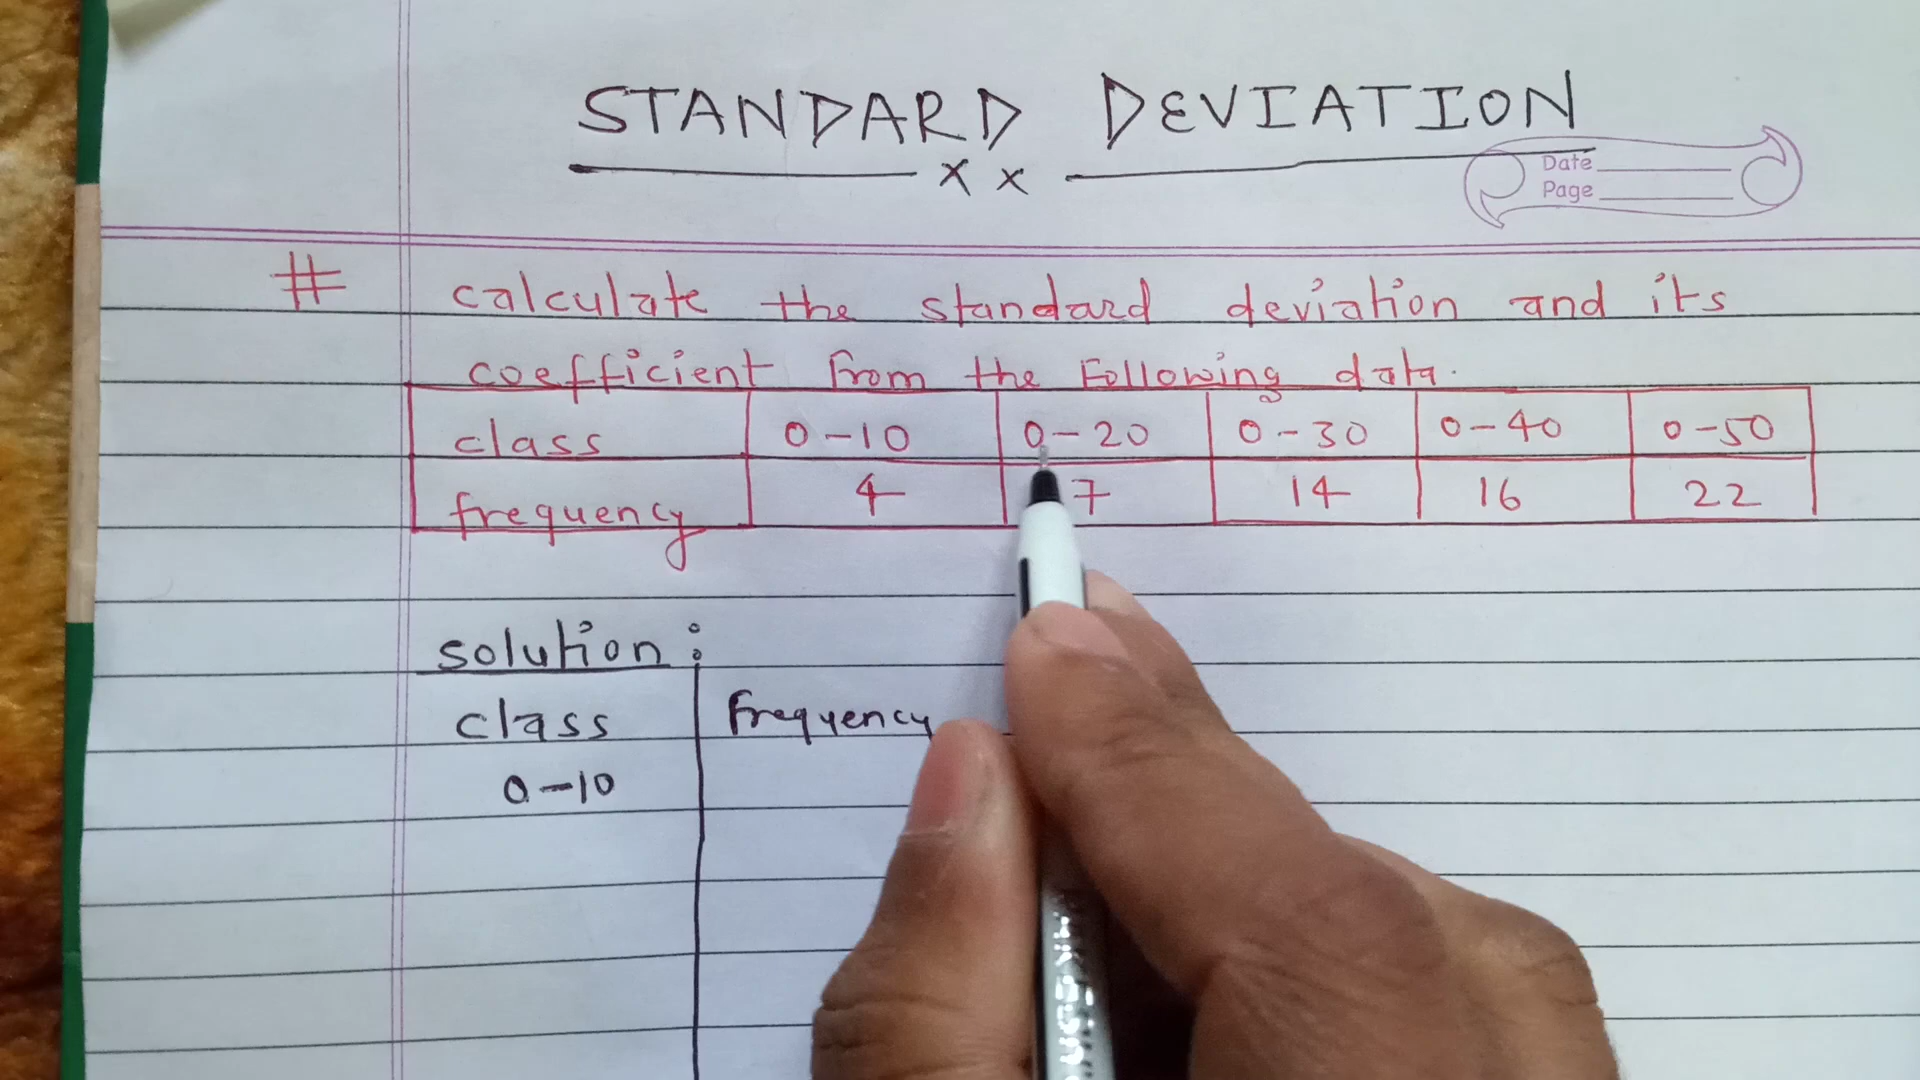 STANDARD DEVIATION
x x
Date
Page
# calculate the standard deviation and its
coefficient from the following data.
class 0-10 0-20 0-30 0-40 0-50
frequency 4 7 14 16 22
solution:
class frequency
0-10